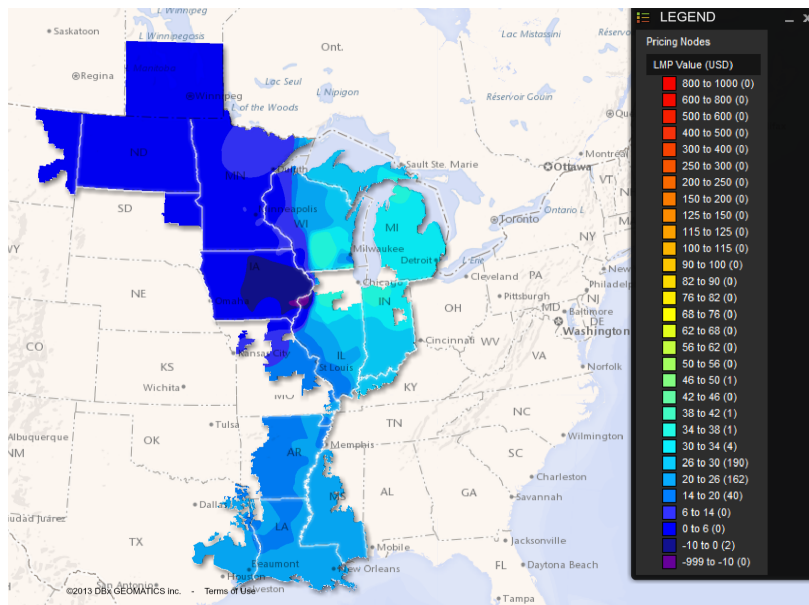 LEGEND
Pricing Nodes
LMP Value (USD)
800 to 1000 (0)
600 to 800 (0)
500 to 600 (0)
400 to 500 (0)
300 to 400 (0)
250 to 300 (0)
200 to 250 (0)
150 to 200 (0)
125 to 150 (0)
115 to 125 (0)
100 to 115 (0)
90 to 100 (0)
82 to 90 (0)
76 to 82 (0)
68 to 76 (0)
62 to 68 (0)
56 to 62 (0)
50 to 56 (0)
46 to 50 (1)
42 to 46 (0)
38 to 42 (1)
34 to 38 (1)
30 to 34 (4)
26 to 30 (190)
20 to 26 (162)
14 to 20 (40)
6 to 14 (0)
0 to 6 (0)
-10 to 0 (2)
-999 to -10 (0)
L Winnipeg
Saskatoon
L Winnipegosis
Ont.
Lac Mistassini
Regina
Lac Seul
L Nipigon
L of the Woods
Réservoir Gouin
Sault Ste. Marie
Ottawa
VT
MN
SD
WI
Toronto
Ontario L
NY
MI
Milwaukee
Detroit
L Erie
IA
Chicago
Cleveland
PA
NE
Pittsburgh
NJ
Philadelp
OH
IN
MD
Baltimore
DE
Omaha
Washington
CO
Cincinnati
WV
VA
IL
Kansas City
KS
St Louis
KY
Norfolk
Wichita
MO
Tulsa
TN
NC
Albuquerque
OK
Memphis
Wilmington
NM
AR
SC
Charleston
Dallas
MS
AL
GA
Savannah
udad Juárez
LA
TX
Mobile
Jacksonville
Beaumont
Houston
New Orleans
FL
Daytona Beach
San Antonio
Galveston
Tampa
©2013 DBx GEOMATICS inc. - Terms of Use